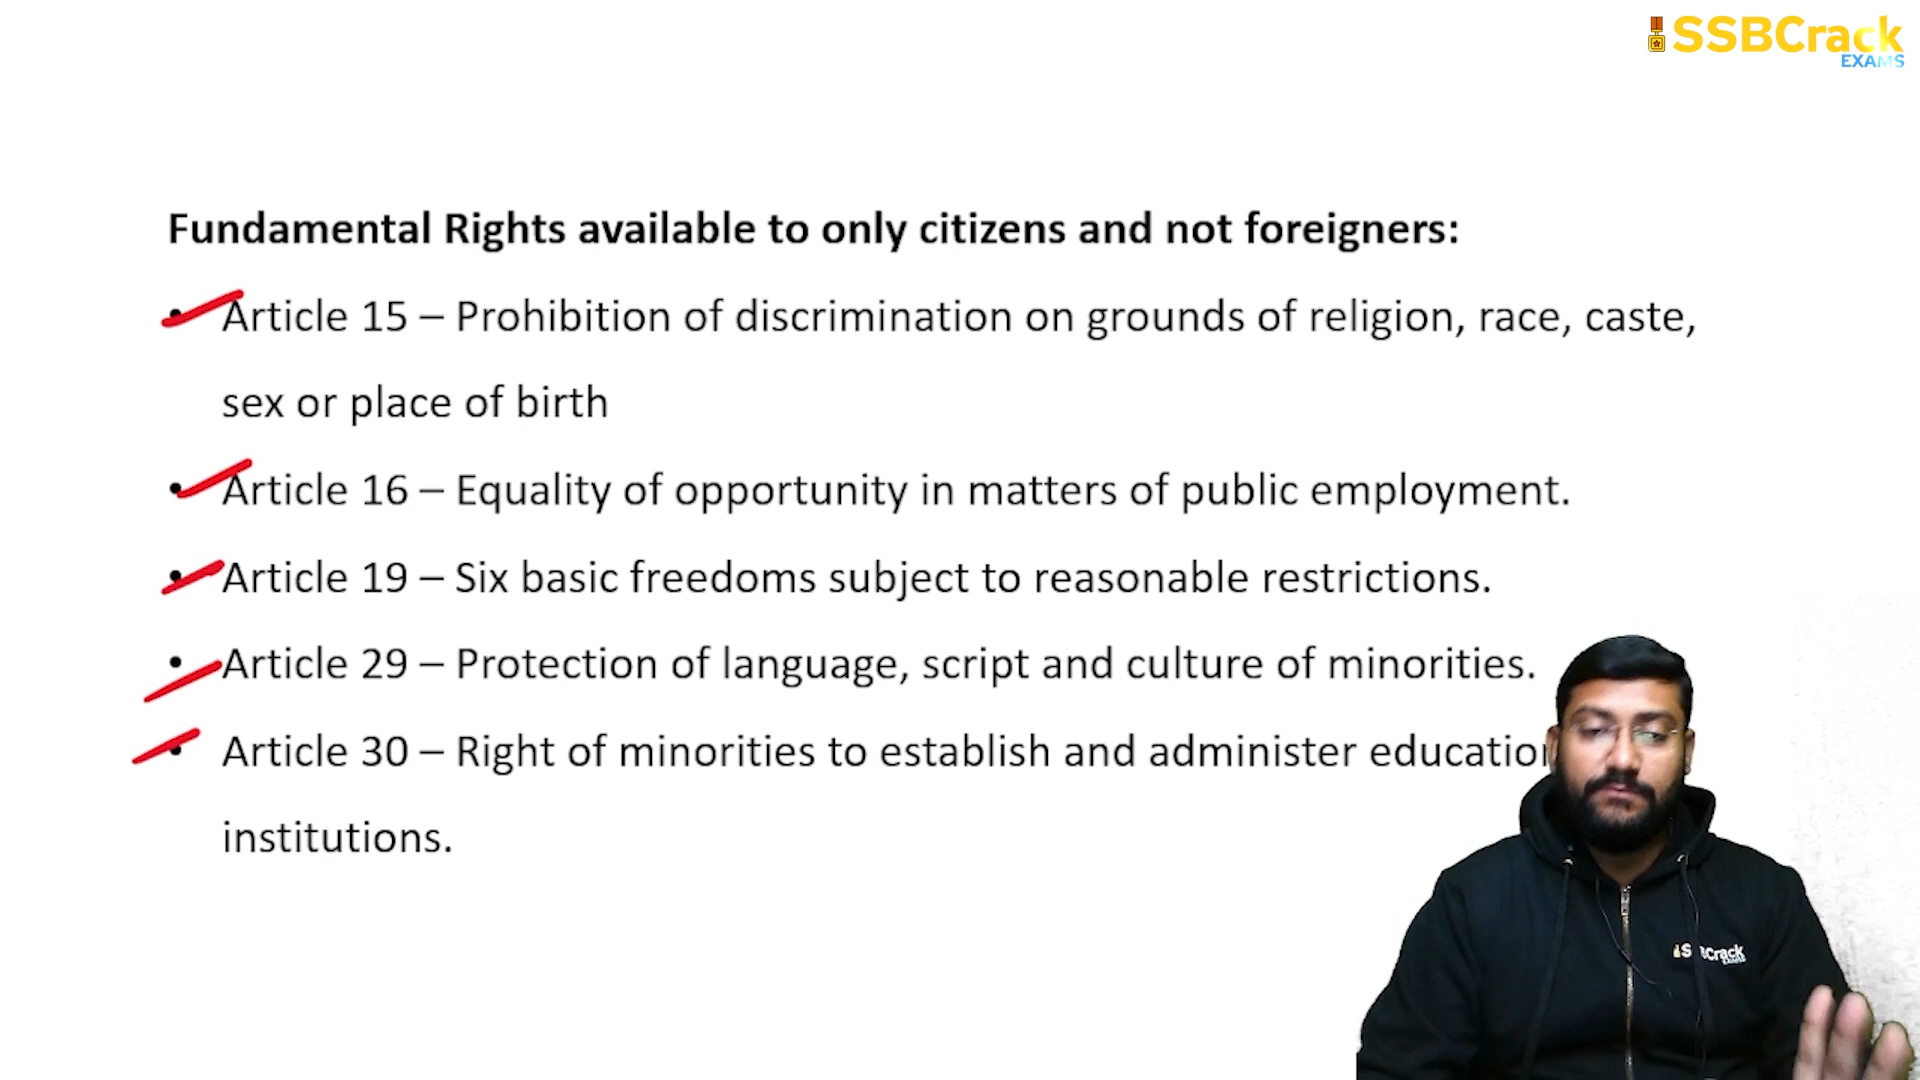 SSBCrack
EXAMS
Fundamental Rights available to only citizens and not foreigners:
• Article 15 – Prohibition of discrimination on grounds of religion, race, caste,
sex or place of birth
• Article 16 – Equality of opportunity in matters of public employment.
• Article 19 – Six basic freedoms subject to reasonable restrictions.
• Article 29 – Protection of language, script and culture of minorities.
• Article 30 – Right of minorities to establish and administer
institutions.